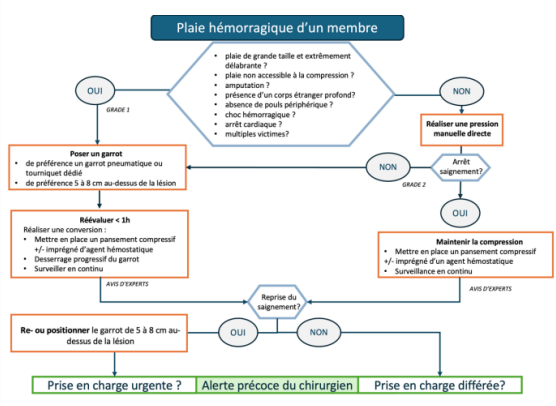 Plaie hémorragique d'un membre
• plaie de grande taille et extrêmement
délabrante ?
• plaie non accessible à la compression ?
• amputation ?
• présence d'un corps étranger profond?
• absence de pouls périphérique ?
• choc hémorragique ?
• arrêt cardiaque ?
• multiples victimes?
OUI
NON
GRADE 1
Réaliser une pression
manuelle directe
Poser un garrot
• de préférence un garrot pneumatique ou
tourniquet dédié
• de préférence 5 à 8 cm au-dessus de la lésion
NON
Arrêt
saignement?
GRADE 2
OUI
Réévaluer < 1h
Réaliser une conversion :
• Mettre en place un pansement compressif
+/- imprégné d'agent hémostatique
• Desserrage progressif du garrot
• Surveiller en continu
Maintenir la compression
• Mettre en place un pansement compressif
+/- imprégné d'un agent hémostatique
• Surveillance en continu
AVIS D'EXPERTS
AVIS D'EXPERTS
Reprise du
saignement?
Re- ou positionner le garrot de 5 à 8 cm au-
dessus de la lésion
OUI
NON
Prise en charge urgente ?
Alerte précoce du chirurgien
Prise en charge différée?